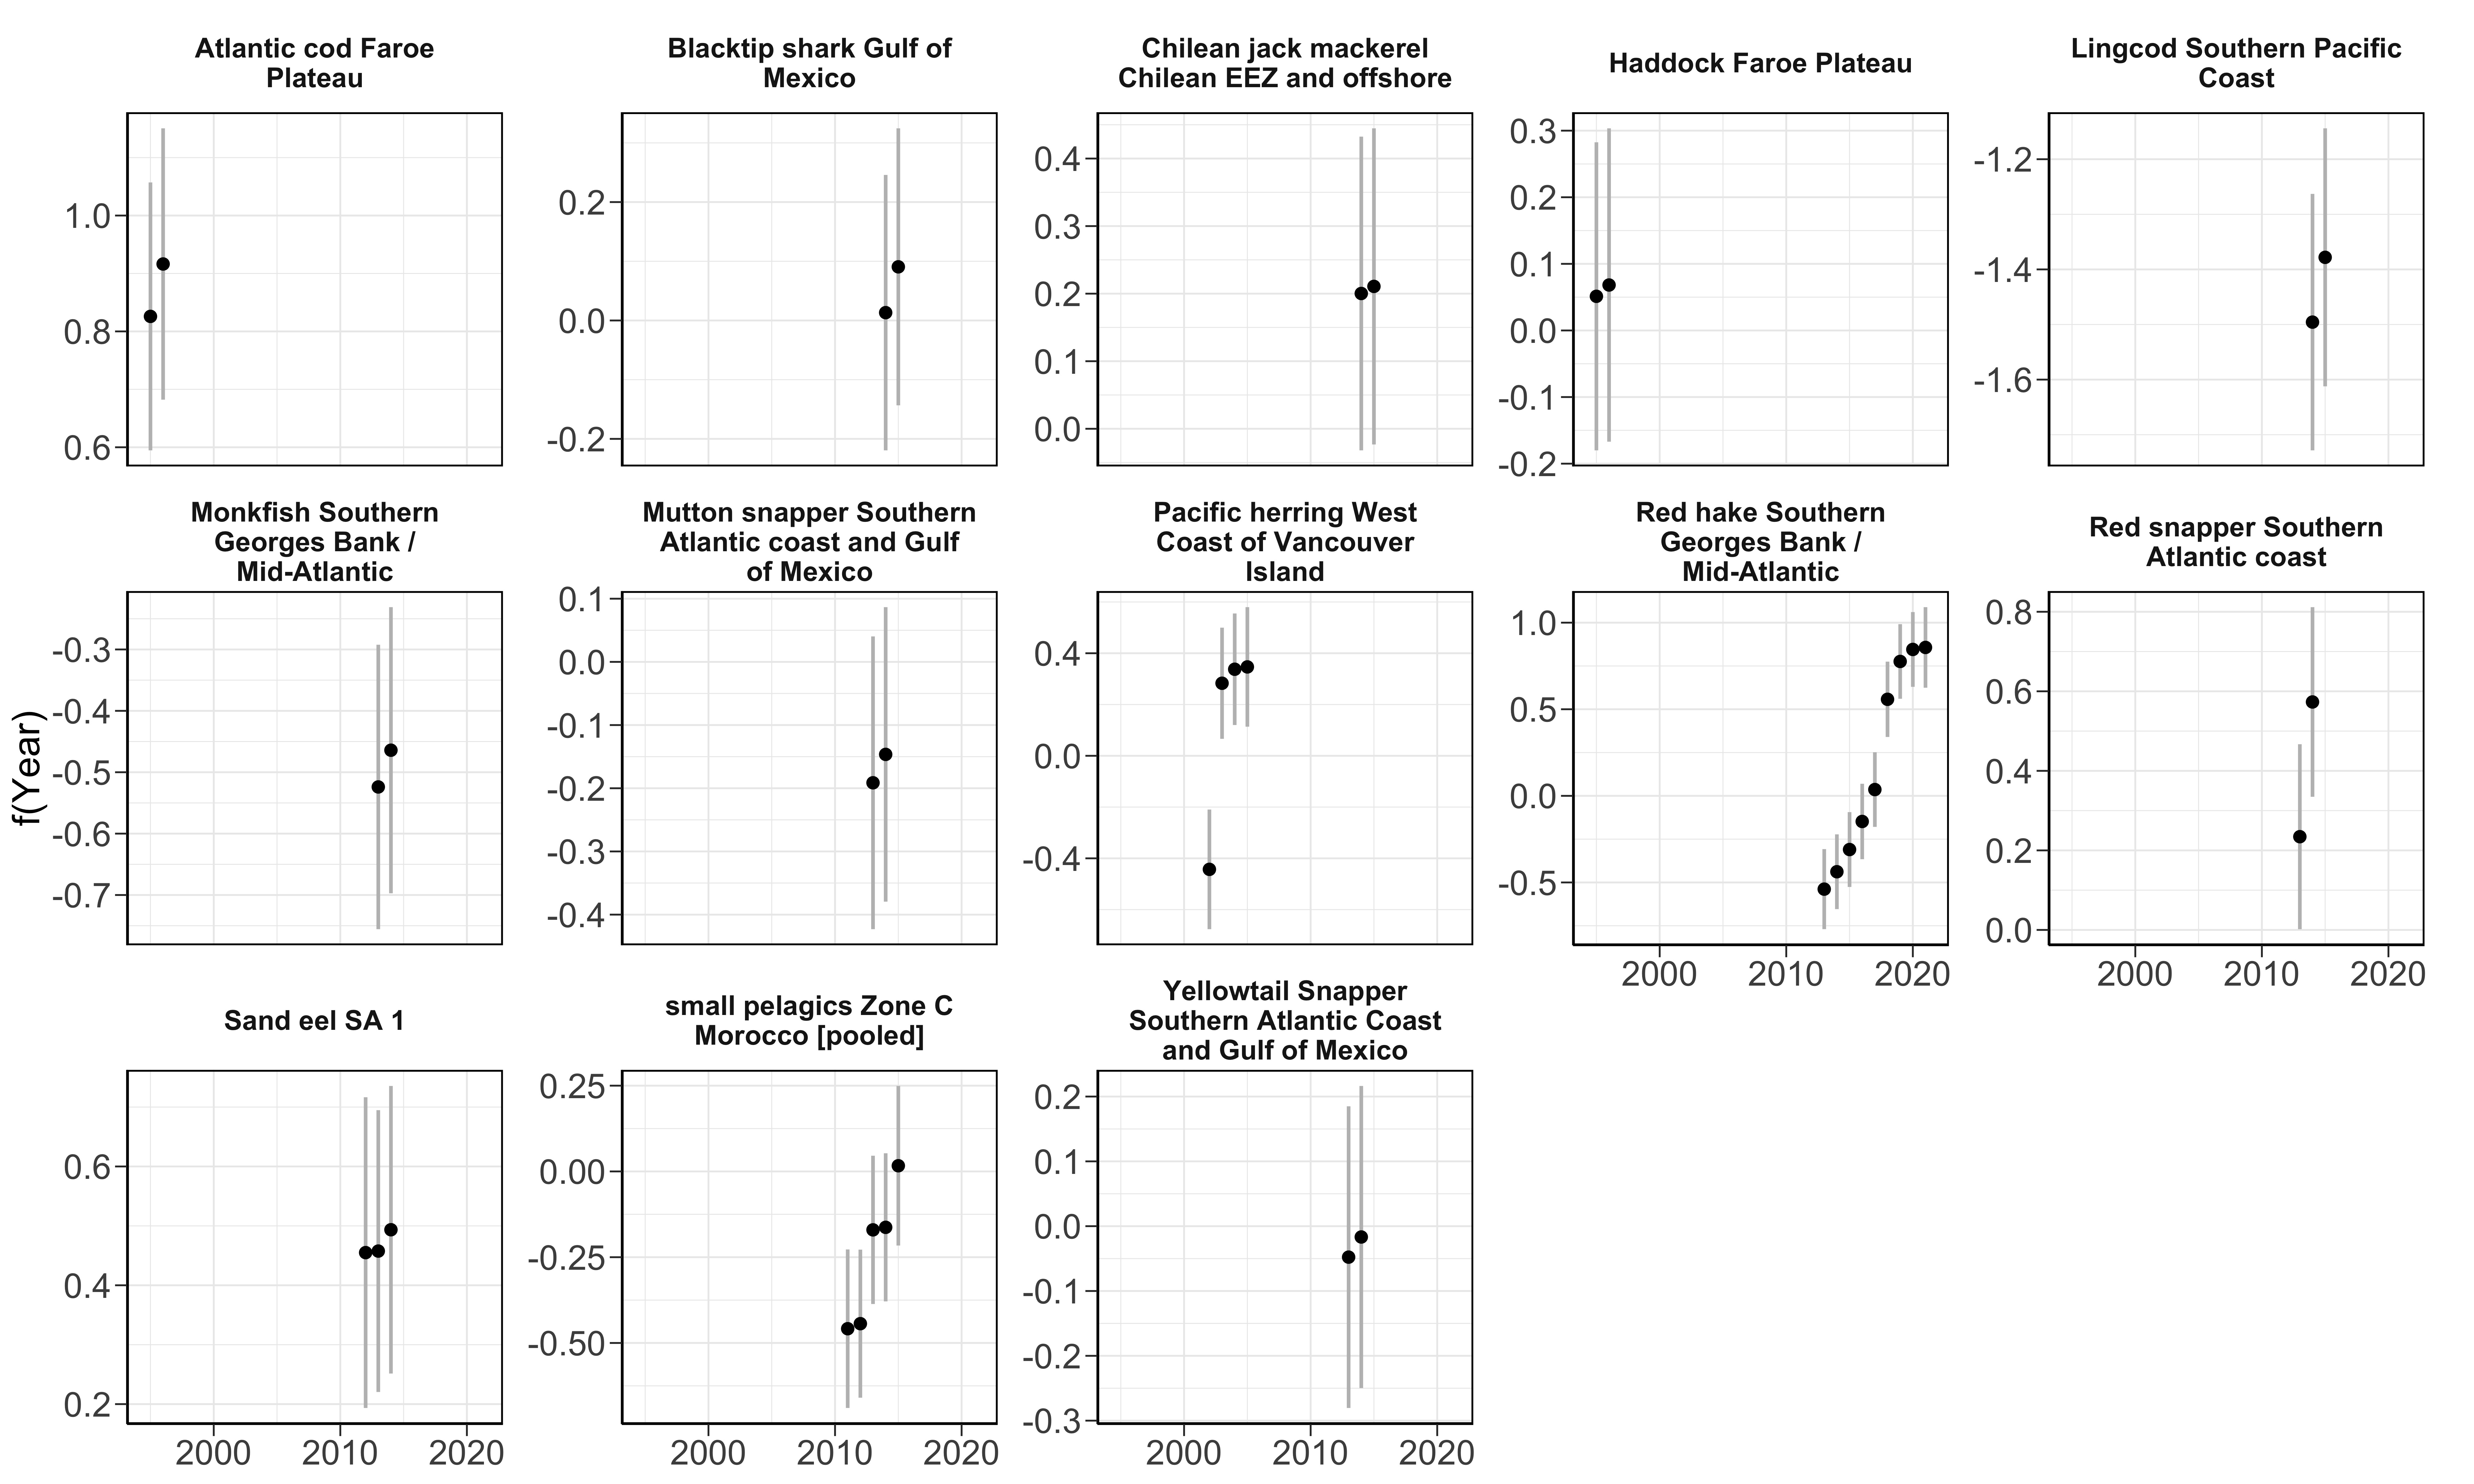 Atlantic cod Faroe
Plateau
Blacktip shark Gulf of
Mexico
Chilean jack mackerel
Chilean EEZ and offshore
Haddock Faroe Plateau
Lingcod Southern Pacific
Coast
1.0
0.8
0.6
0.2
0.0
-0.2
0.4
0.3
0.2
0.1
0.0
0.3
0.2
0.1
0.0
-0.1
-0.2
-1.2
-1.4
-1.6
Monkfish Southern
Georges Bank /
Mid-Atlantic
Mutton snapper Southern
Atlantic coast and Gulf
of Mexico
Pacific herring West
Coast of Vancouver
Island
Red hake Southern
Georges Bank /
Mid-Atlantic
Red snapper Southern
Atlantic coast
f(Year)
-0.3
-0.4
-0.5
-0.6
-0.7
0.1
0.0
-0.1
-0.2
-0.3
-0.4
0.4
0.0
-0.4
1.0
0.5
0.0
-0.5
2000 2010 2020
0.8
0.6
0.4
0.2
0.0
2000 2010 2020
Sand eel SA 1
small pelagics Zone C
Morocco [pooled]
Yellowtail Snapper
Southern Atlantic Coast
and Gulf of Mexico
0.6
0.4
0.2
2000 2010 2020
0.25
0.00
-0.25
-0.50
2000 2010 2020
0.2
0.1
0.0
-0.1
-0.2
-0.3
2000 2010 2020